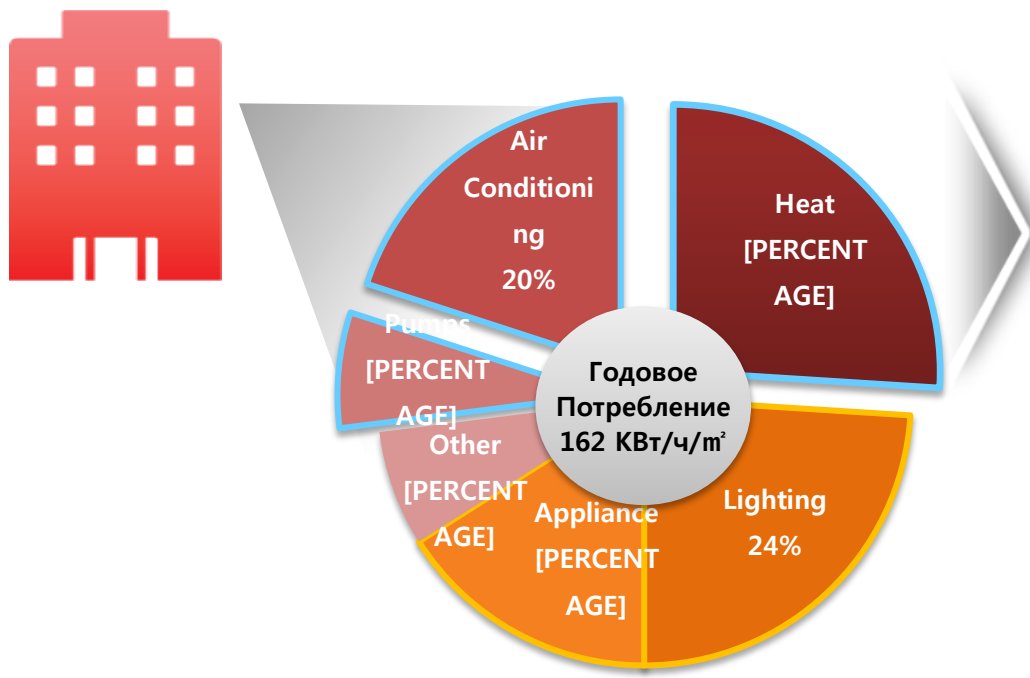 Air
Conditioni
ng
20%
Heat
[PERCENT
AGE]
Pumps
[PERCENT
AGE]
Годовое
Потребление
162 КВт/ч/㎡
Other
[PERCENT
AGE]
Appliance
[PERCENT
AGE]
Lighting
24%